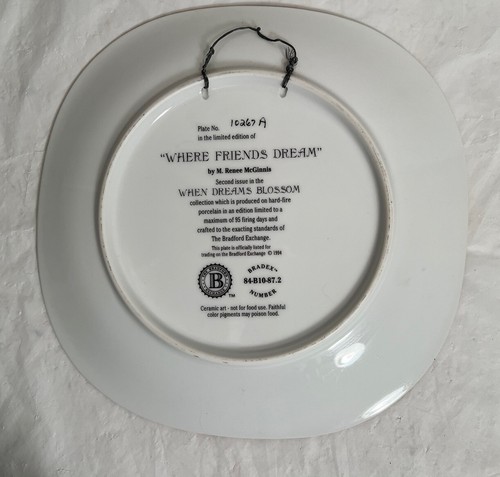 Plate No. 10267A
in the limited edition of
"WHERE FRIENDS DREAM"
by M. Renee McGinnis
Second issue in the
WHEN DREAMS BLOSSOM
collection which is produced on hard-fire
porcelain in an edition limited to a
maximum of 95 firing days and
crafted to the exacting standards of
The Bradford Exchange.
This plate is officially listed for
trading on the Bradford Exchange © 1994
B
TM
BRADEX™
84-B10-87.2
NUMBER
Ceramic art - not for food use. Faithful
color pigments may poison food.